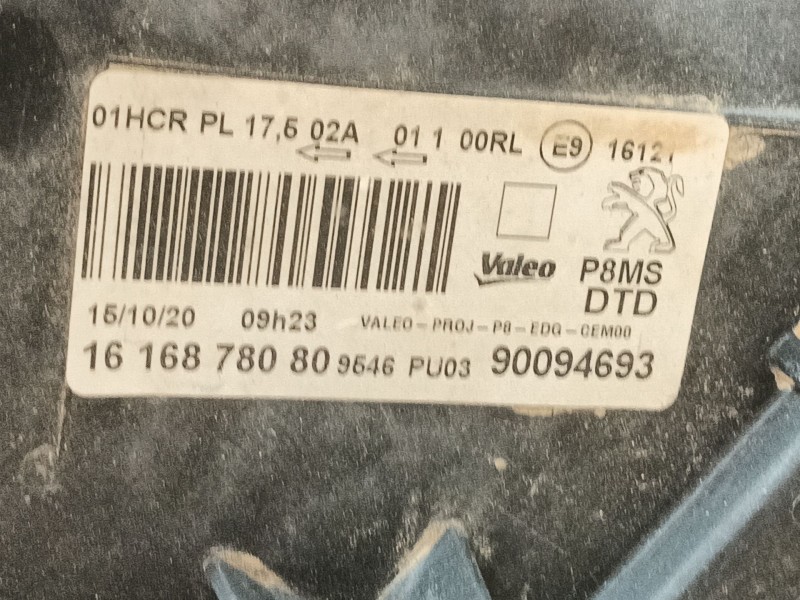 01HCR PL 17,5 02A 01 1 00RL E9
Valeo P8MS
DTD
15/10/20 09h23 VALEO-PROJ-P8-EDG-CEM00
16 168 780 80 9646 PU03 90094693